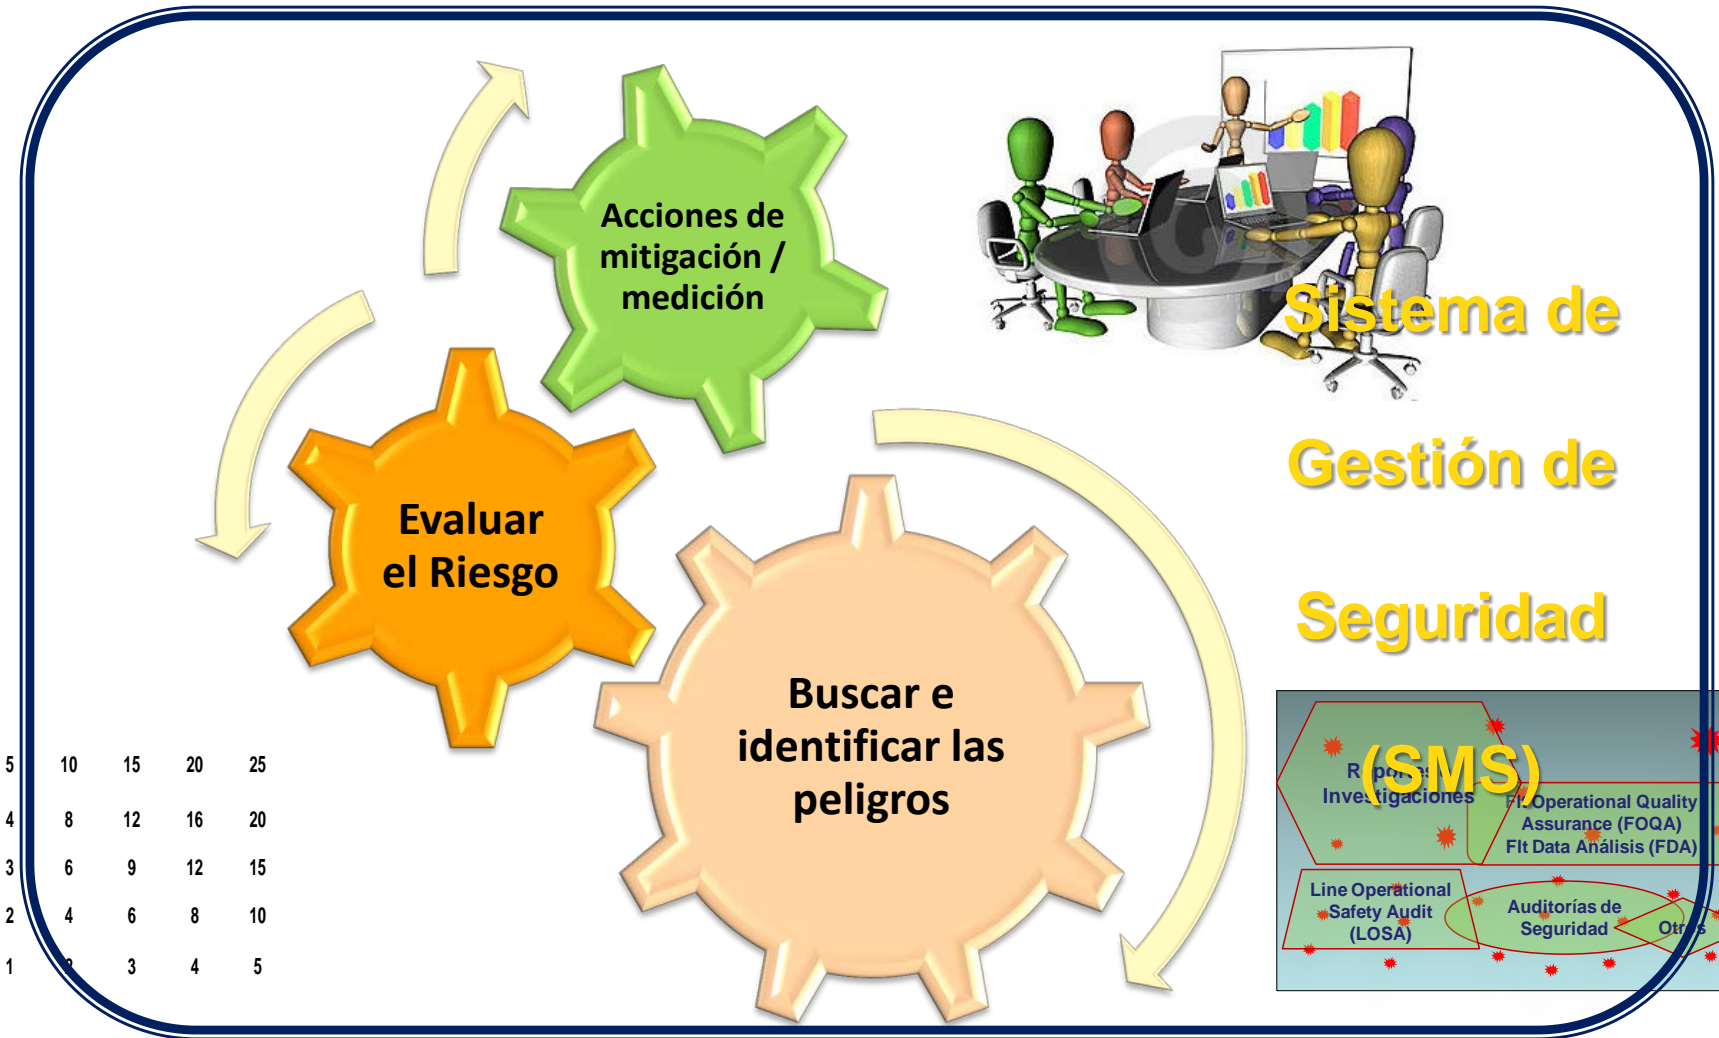 Acciones de
mitigación /
medición
Sistema de
Gestión de
Seguridad
(SMS)
Evaluar
el Riesgo
Buscar e
identificar las
peligros
5 10 15 20 25
4 8 12 16 20
3 6 9 12 15
2 4 6 8 10
1 2 3 4 5
Investigaciones
Flt Operational Quality
Assurance (FOQA)
Flt Data Análisis (FDA)
Line Operational
Safety Audit
(LOSA)
Auditorías de
Seguridad
Otros